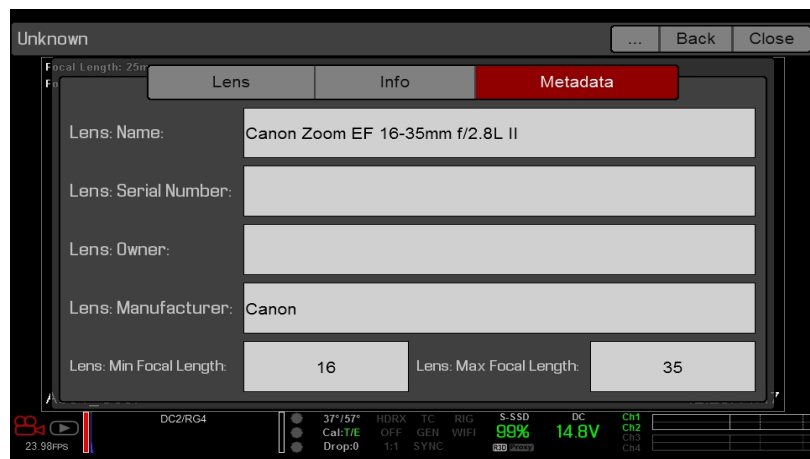 Unknown
... Back Close
Focal Length: 25m
Lens Info Metadata
Lens: Name: Canon Zoom EF 16-35mm f/2.8L II
Lens: Serial Number:
Lens: Owner:
Lens: Manufacturer: Canon
Lens: Min Focal Length: 16 Lens: Max Focal Length: 35
DC2/RG4 37°/57° HDRX TC RIG S-SSD DC Ch1
Cal:T/E OFF GEN WIFI 99% 14.8V Ch2
23.98FPS Drop:0 1:1 SYNC R3D Proxy Ch3
Ch4